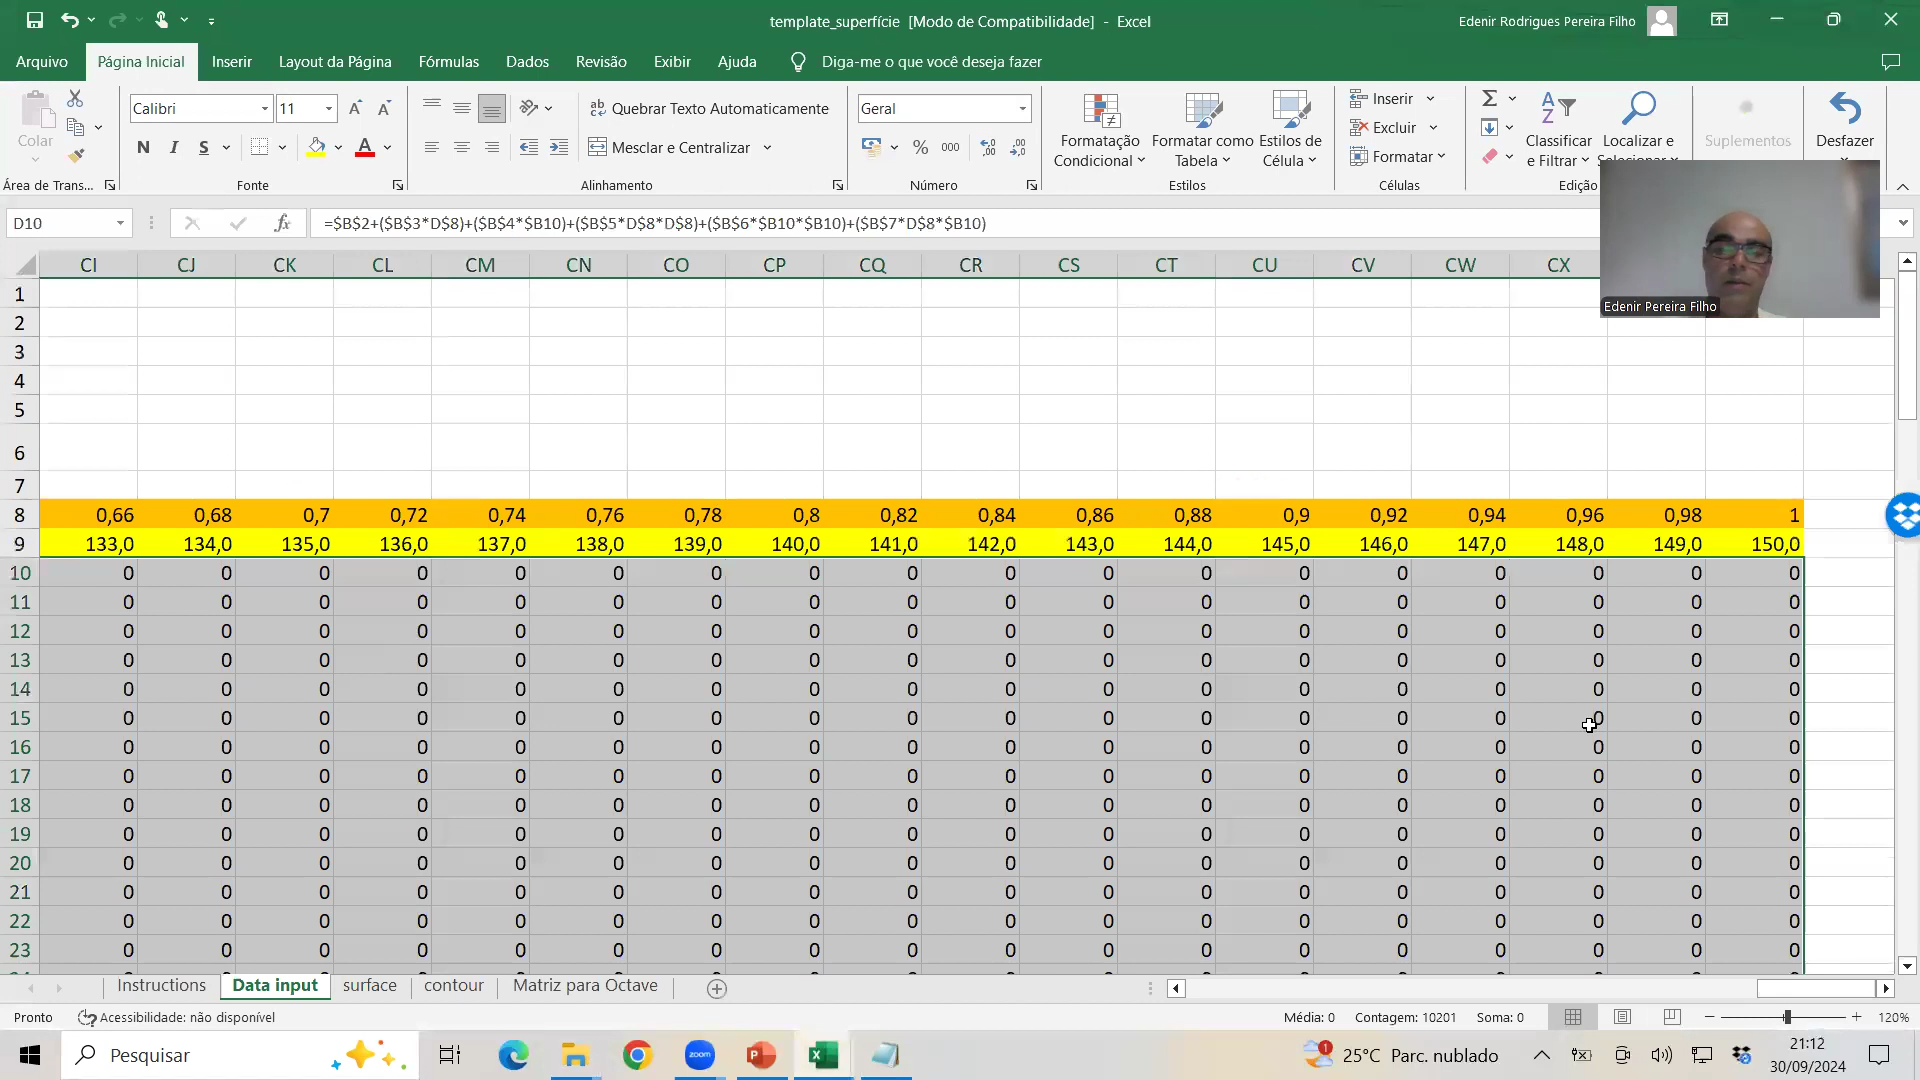 template_superfície [Modo de Compatibilidade] - Excel
Edenir Rodrigues Pereira Filho
Arquivo Página Inicial Inserir Layout da Página Fórmulas Dados Revisão Exibir Ajuda Diga-me o que você deseja fazer
Colar
Área de Trans...
Calibri 11
N I S
Fonte
Quebrar Texto Automaticamente
Mesclar e Centralizar
Alinhamento
Geral
% 000
Número
Formatação Condicional
Formatar como Tabela
Estilos de Célula
Estilos
Inserir
Excluir
Formatar
Células
Classificar e Filtrar
Localizar e Selecionar
Edição
Suplementos
Desfazer
D10 fx =$B$2+($B$3*D$8)+($B$4*$B10)+($B$5*D$8*D$8)+($B$6*$B10*$B10)+($B$7*D$8*$B10)
Edenir Pereira Filho
CI CJ CK CL CM CN CO CP CQ CR CS CT CU CV CW CX
1
2
3
4
5
6
7
8 0,66 0,68 0,7 0,72 0,74 0,76 0,78 0,8 0,82 0,84 0,86 0,88 0,9 0,92 0,94 0,96 0,98 1
9 133,0 134,0 135,0 136,0 137,0 138,0 139,0 140,0 141,0 142,0 143,0 144,0 145,0 146,0 147,0 148,0 149,0 150,0
10 0 0 0 0 0 0 0 0 0 0 0 0 0 0 0 0 0 0
11 0 0 0 0 0 0 0 0 0 0 0 0 0 0 0 0 0 0
12 0 0 0 0 0 0 0 0 0 0 0 0 0 0 0 0 0 0
13 0 0 0 0 0 0 0 0 0 0 0 0 0 0 0 0 0 0
14 0 0 0 0 0 0 0 0 0 0 0 0 0 0 0 0 0 0
15 0 0 0 0 0 0 0 0 0 0 0 0 0 0 0 0 0 0
16 0 0 0 0 0 0 0 0 0 0 0 0 0 0 0 0 0 0
17 0 0 0 0 0 0 0 0 0 0 0 0 0 0 0 0 0 0
18 0 0 0 0 0 0 0 0 0 0 0 0 0 0 0 0 0 0
19 0 0 0 0 0 0 0 0 0 0 0 0 0 0 0 0 0 0
20 0 0 0 0 0 0 0 0 0 0 0 0 0 0 0 0 0 0
21 0 0 0 0 0 0 0 0 0 0 0 0 0 0 0 0 0 0
22 0 0 0 0 0 0 0 0 0 0 0 0 0 0 0 0 0 0
23 0 0 0 0 0 0 0 0 0 0 0 0 0 0 0 0 0 0
Instructions Data input surface contour Matriz para Octave
Pronto Acessibilidade: não disponível Média: 0 Contagem: 10201 Soma: 0 120%
Pesquisar zoom 1 25°C Parc. nublado 21:12
30/09/2024